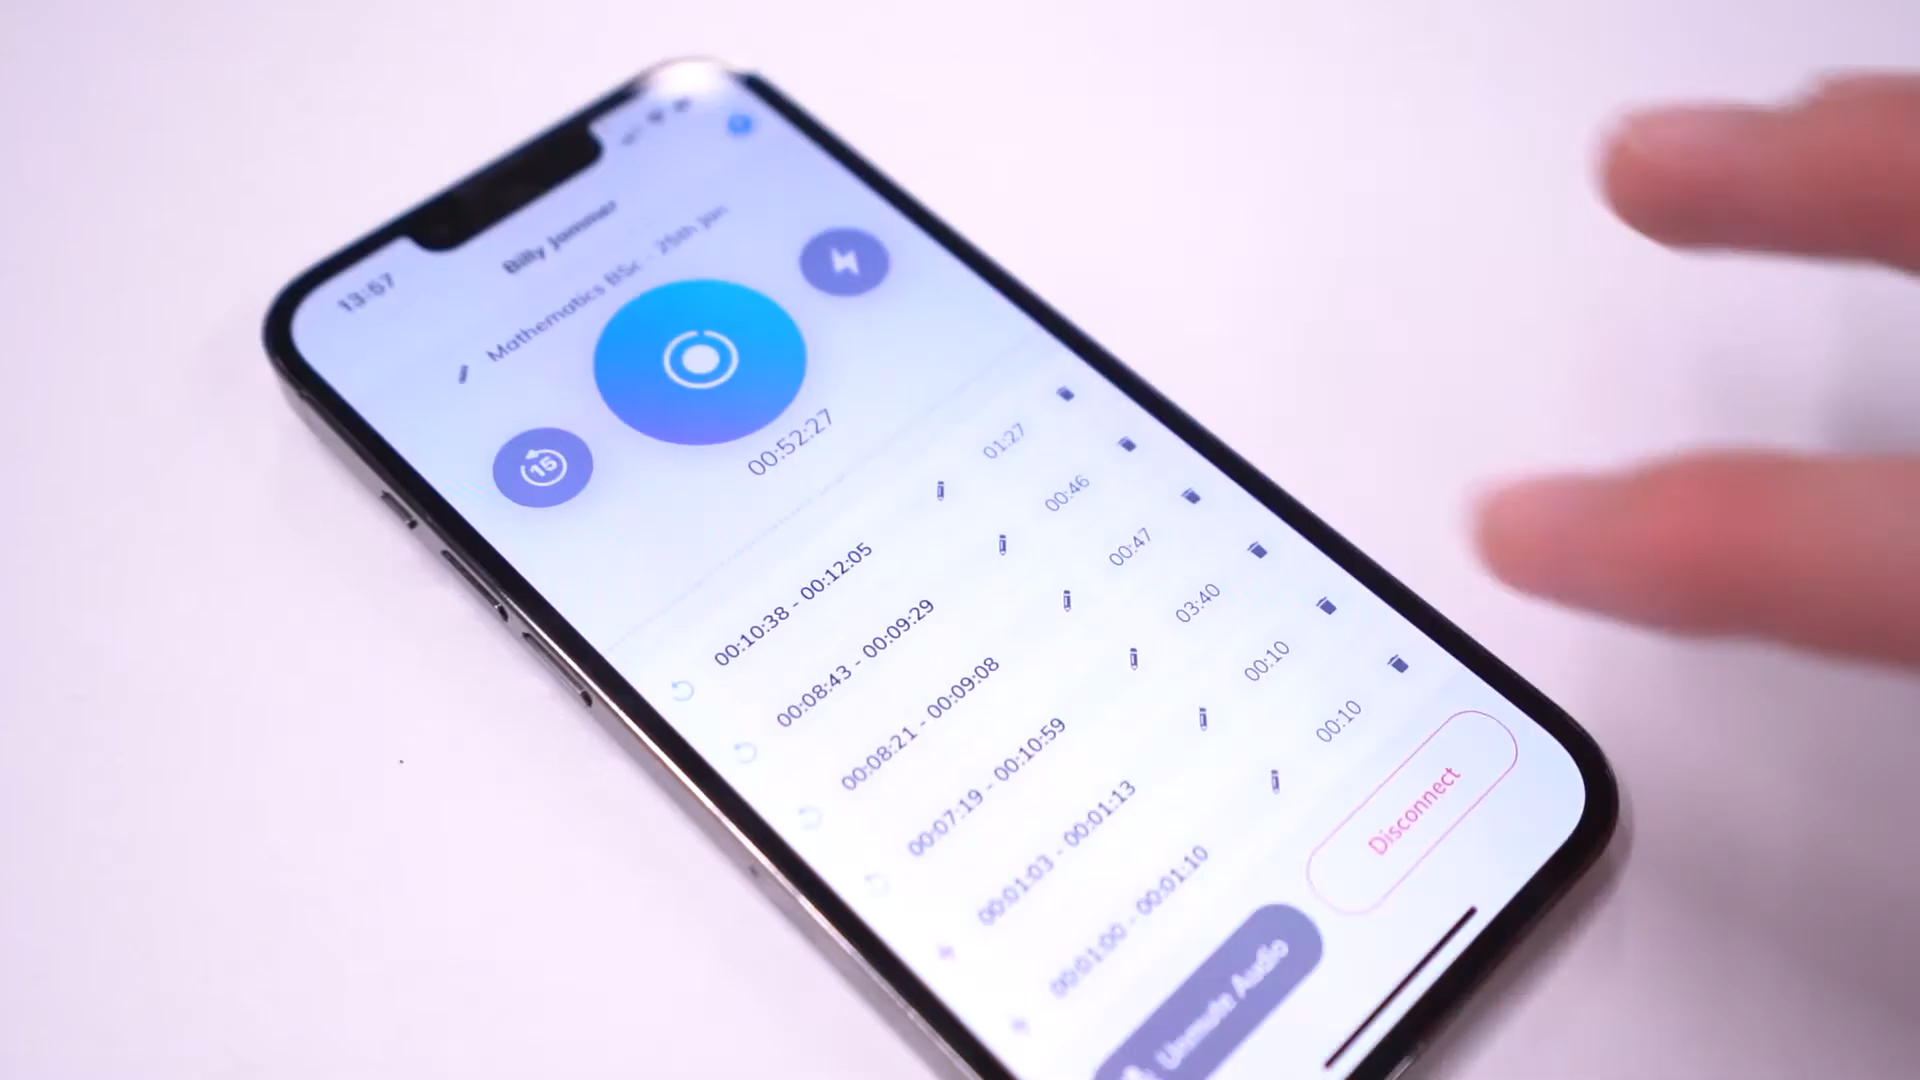 13:57
Billy Jammer
Mathematics BSc - 25th Jan
15
00:52:27
00:10:38 - 00:12:05 01:27
00:08:43 - 00:09:29 00:46
00:08:21 - 00:09:08 00:47
00:07:19 - 00:10:59 03:40
00:01:03 - 00:01:13 00:10
00:01:00 - 00:01:10 00:10
Unmute Audio
Disconnect